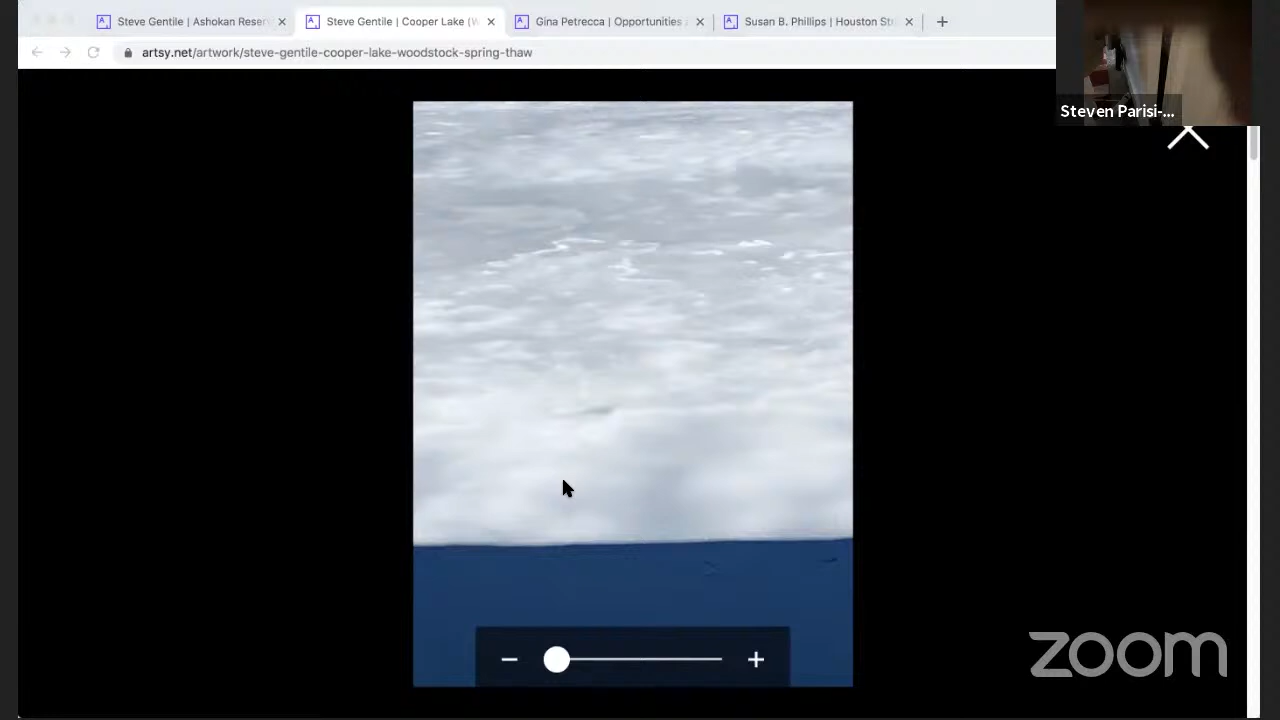 Steve Gentile | Ashokan Reser
Steve Gentile | Cooper Lake (W
Gina Petrecca | Opportunities a
Susan B. Phillips | Houston St
artsy.net/artwork/steve-gentile-cooper-lake-woodstock-spring-thaw
Steven Parisi-...
zoom